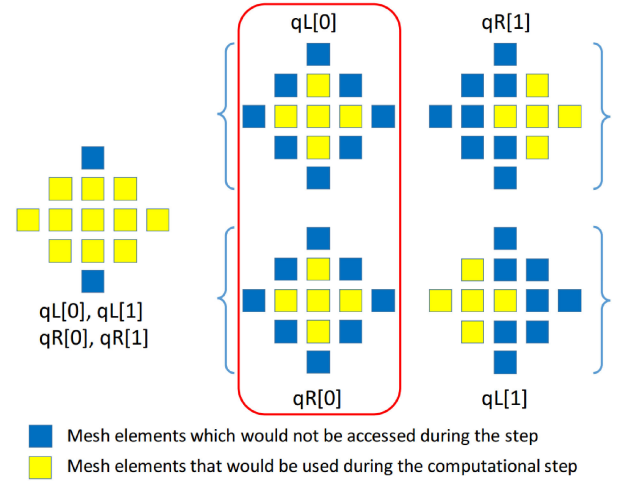 qL[0]
qR[1]
qL[0], qL[1]
qR[0], qR[1]
qR[0]
qL[1]
Mesh elements which would not be accessed during the step
Mesh elements that would be used during the computational step